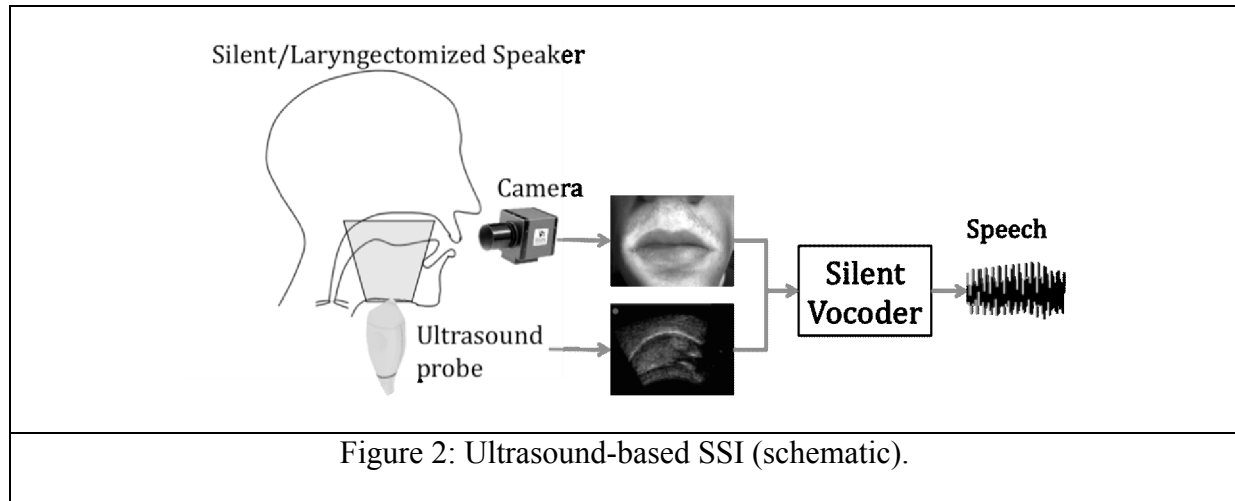 Silent/Laryngectomized Speaker
Camera
Speech
Silent
Vocoder
Ultrasound
probe
Figure 2: Ultrasound-based SSI (schematic).